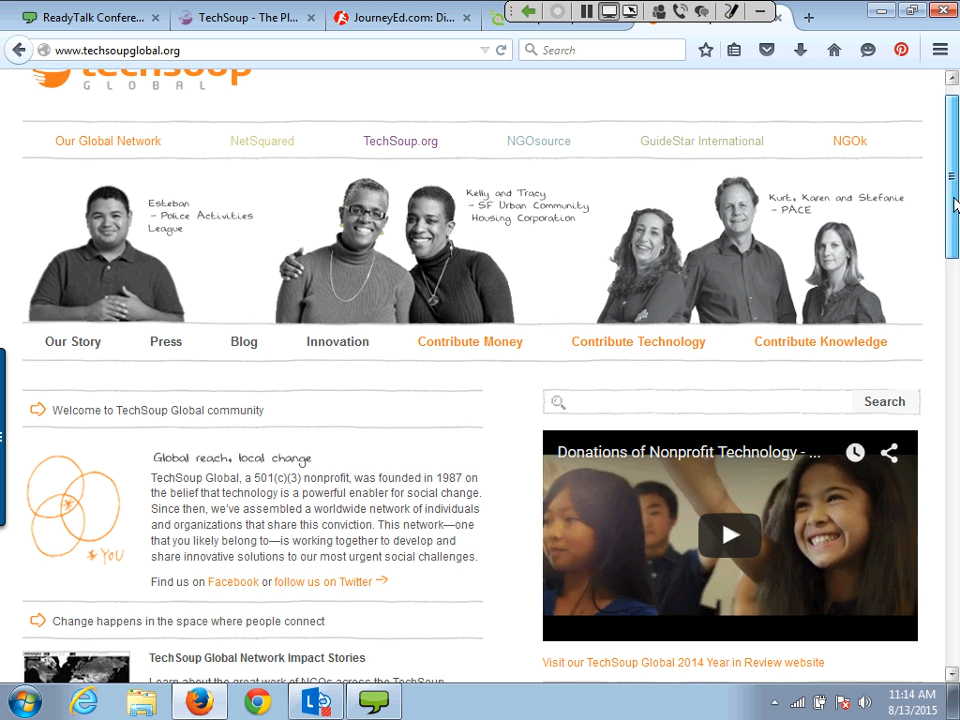 ReadyTalk Confere...
TechSoup - The Pl...
JourneyEd.com: Di...
www.techsoupglobal.org
Search
techsoup
GLOBAL
Our Global Network
NetSquared
TechSoup.org
NGOsource
GuideStar International
NGOk
Esteban
- Police Activities
League
Kelly and Tracy
- SF Urban Community
Housing Corporation
Kurt, Karen and Stefanie
- PACE
Our Story
Press
Blog
Innovation
Contribute Money
Contribute Technology
Contribute Knowledge
Welcome to TechSoup Global community
Search
Global reach, local change
TechSoup Global, a 501(c)(3) nonprofit, was founded in 1987 on
the belief that technology is a powerful enabler for social change.
Since then, we've assembled a worldwide network of individuals
and organizations that share this conviction. This network—one
that you likely belong to—is working together to develop and
share innovative solutions to our most urgent social challenges.
Find us on Facebook or follow us on Twitter
YOU
Donations of Nonprofit Technology - ...
Change happens in the space where people connect
TechSoup Global Network Impact Stories
Learn about the great work of NGOs across the TechSoup
Visit our TechSoup Global 2014 Year in Review website
11:14 AM
8/13/2015